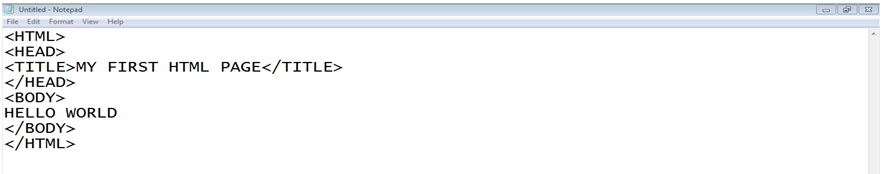 Untitled - Notepad
File Edit Format View Help
<HTML>
<HEAD>
<TITLE>MY FIRST HTML PAGE</TITLE>
</HEAD>
<BODY>
HELLO WORLD
</BODY>
</HTML>